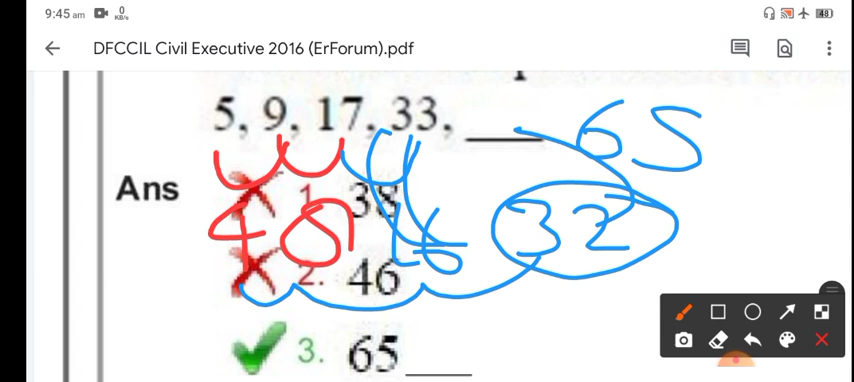 9:45 am 0 KB/s 48
DFCCIL Civil Executive 2016 (ErForum).pdf
5, 9, 17, 33, ____ 65
Ans
1. 38
4 8 16 32
2. 46
3. 65